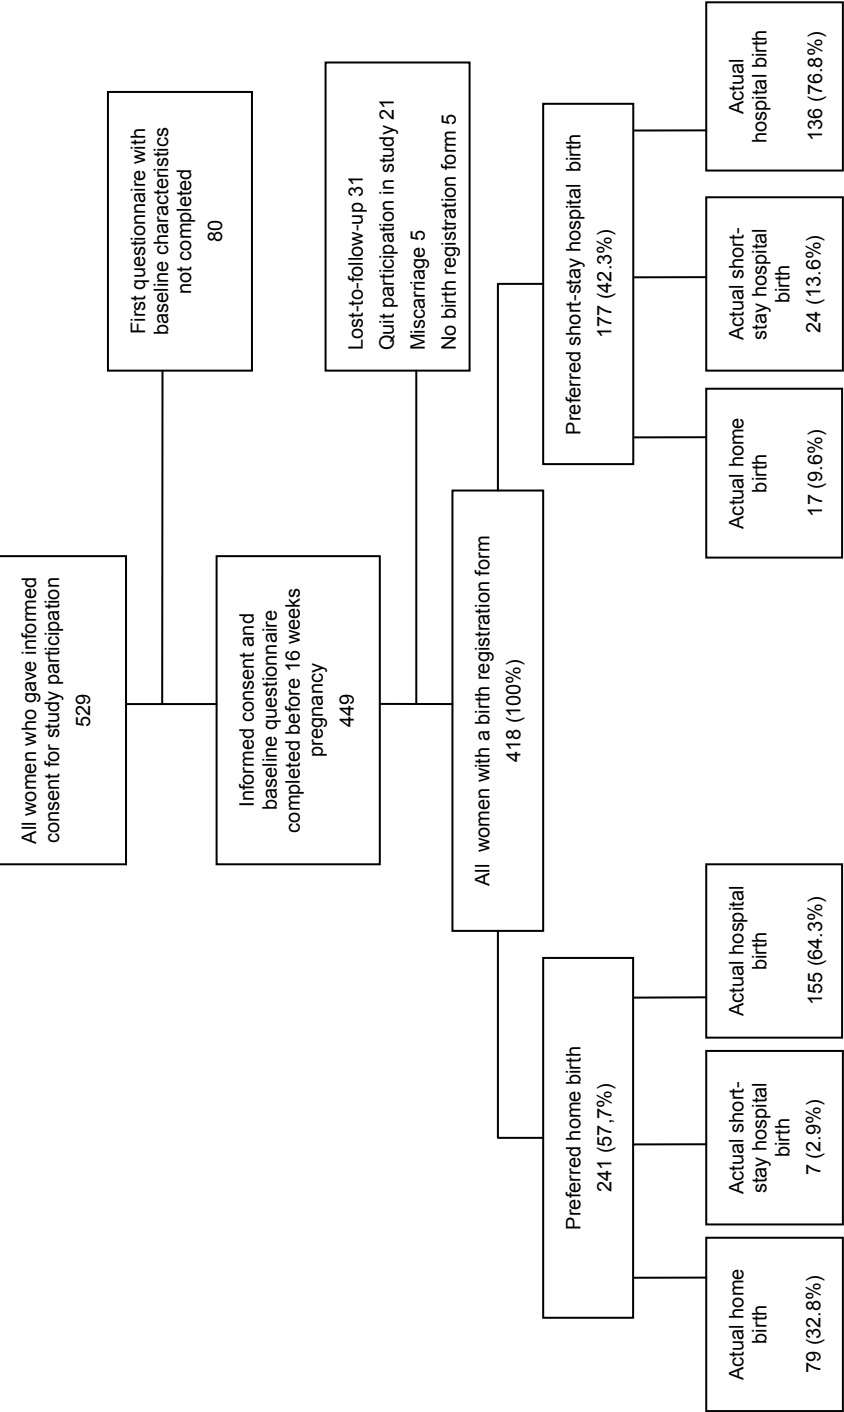 All women who gave informed
consent for study participation
529
First questionnaire with
baseline characteristics
not completed
80
Informed consent and
baseline questionnaire
completed before 16 weeks
pregnancy
449
Lost-to-follow-up 31
Quit participation in study 21
Miscarriage 5
No birth registration form 5
All women with a birth registration form
418 (100%)
Preferred home birth
241 (57,7%)
Preferred short-stay hospital birth
177 (42.3%)
Actual home
birth
79 (32.8%)
Actual short-
stay hospital
birth
7 (2.9%)
Actual hospital
birth
155 (64.3%)
Actual home
birth
17 (9.6%)
Actual short-
stay hospital
birth
24 (13.6%)
Actual
hospital birth
136 (76.8%)